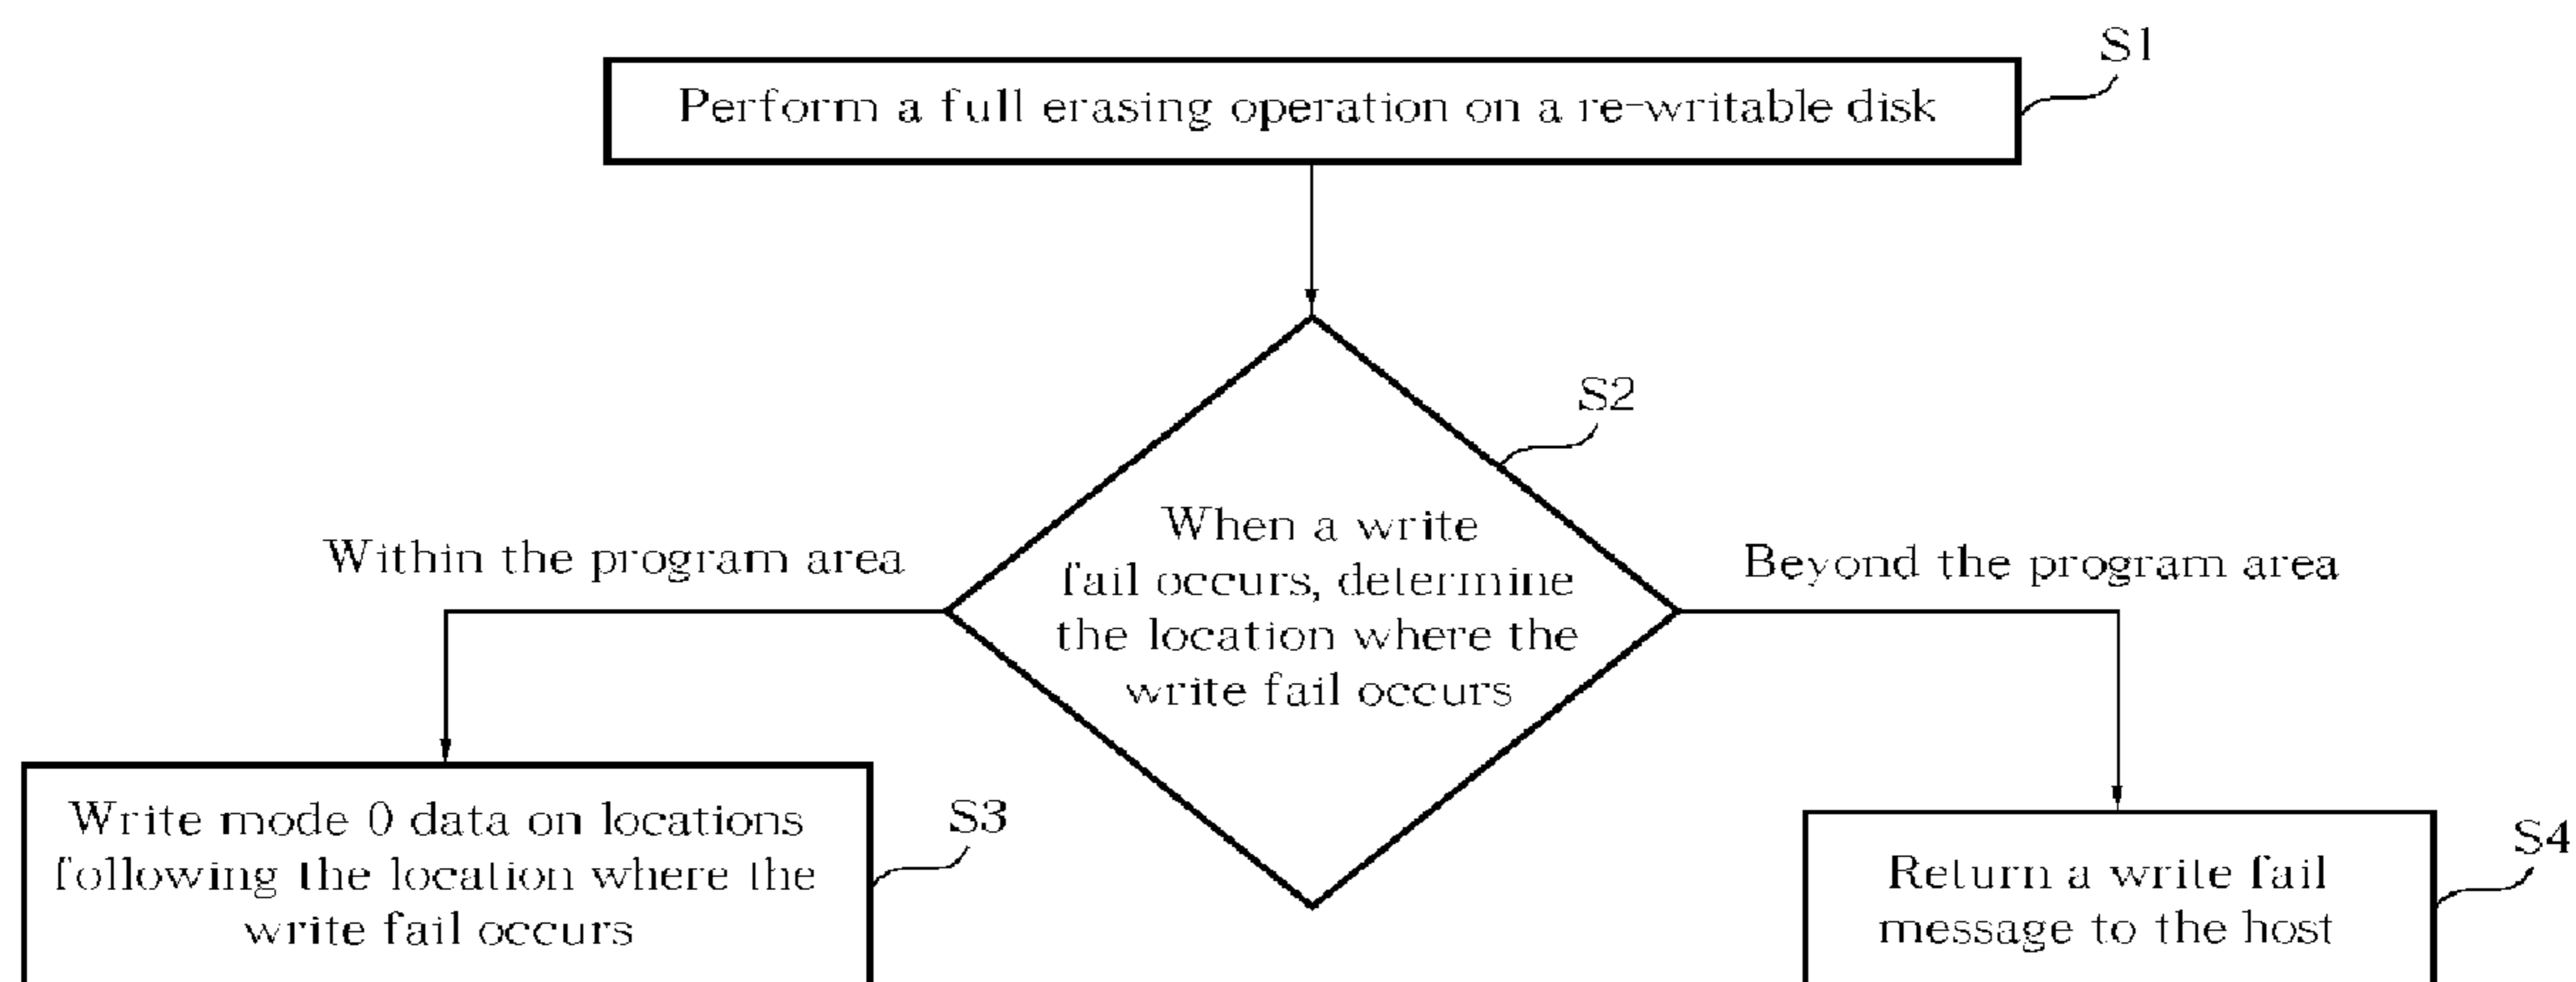 S1
Perform a full erasing operation on a re-writable disk
S2
When a write
fail occurs, determine
the location where the
write fail occurs
Within the program area
Beyond the program area
Write mode 0 data on locations
following the location where the
write fail occurs
S3
Return a write fail
message to the host
S4